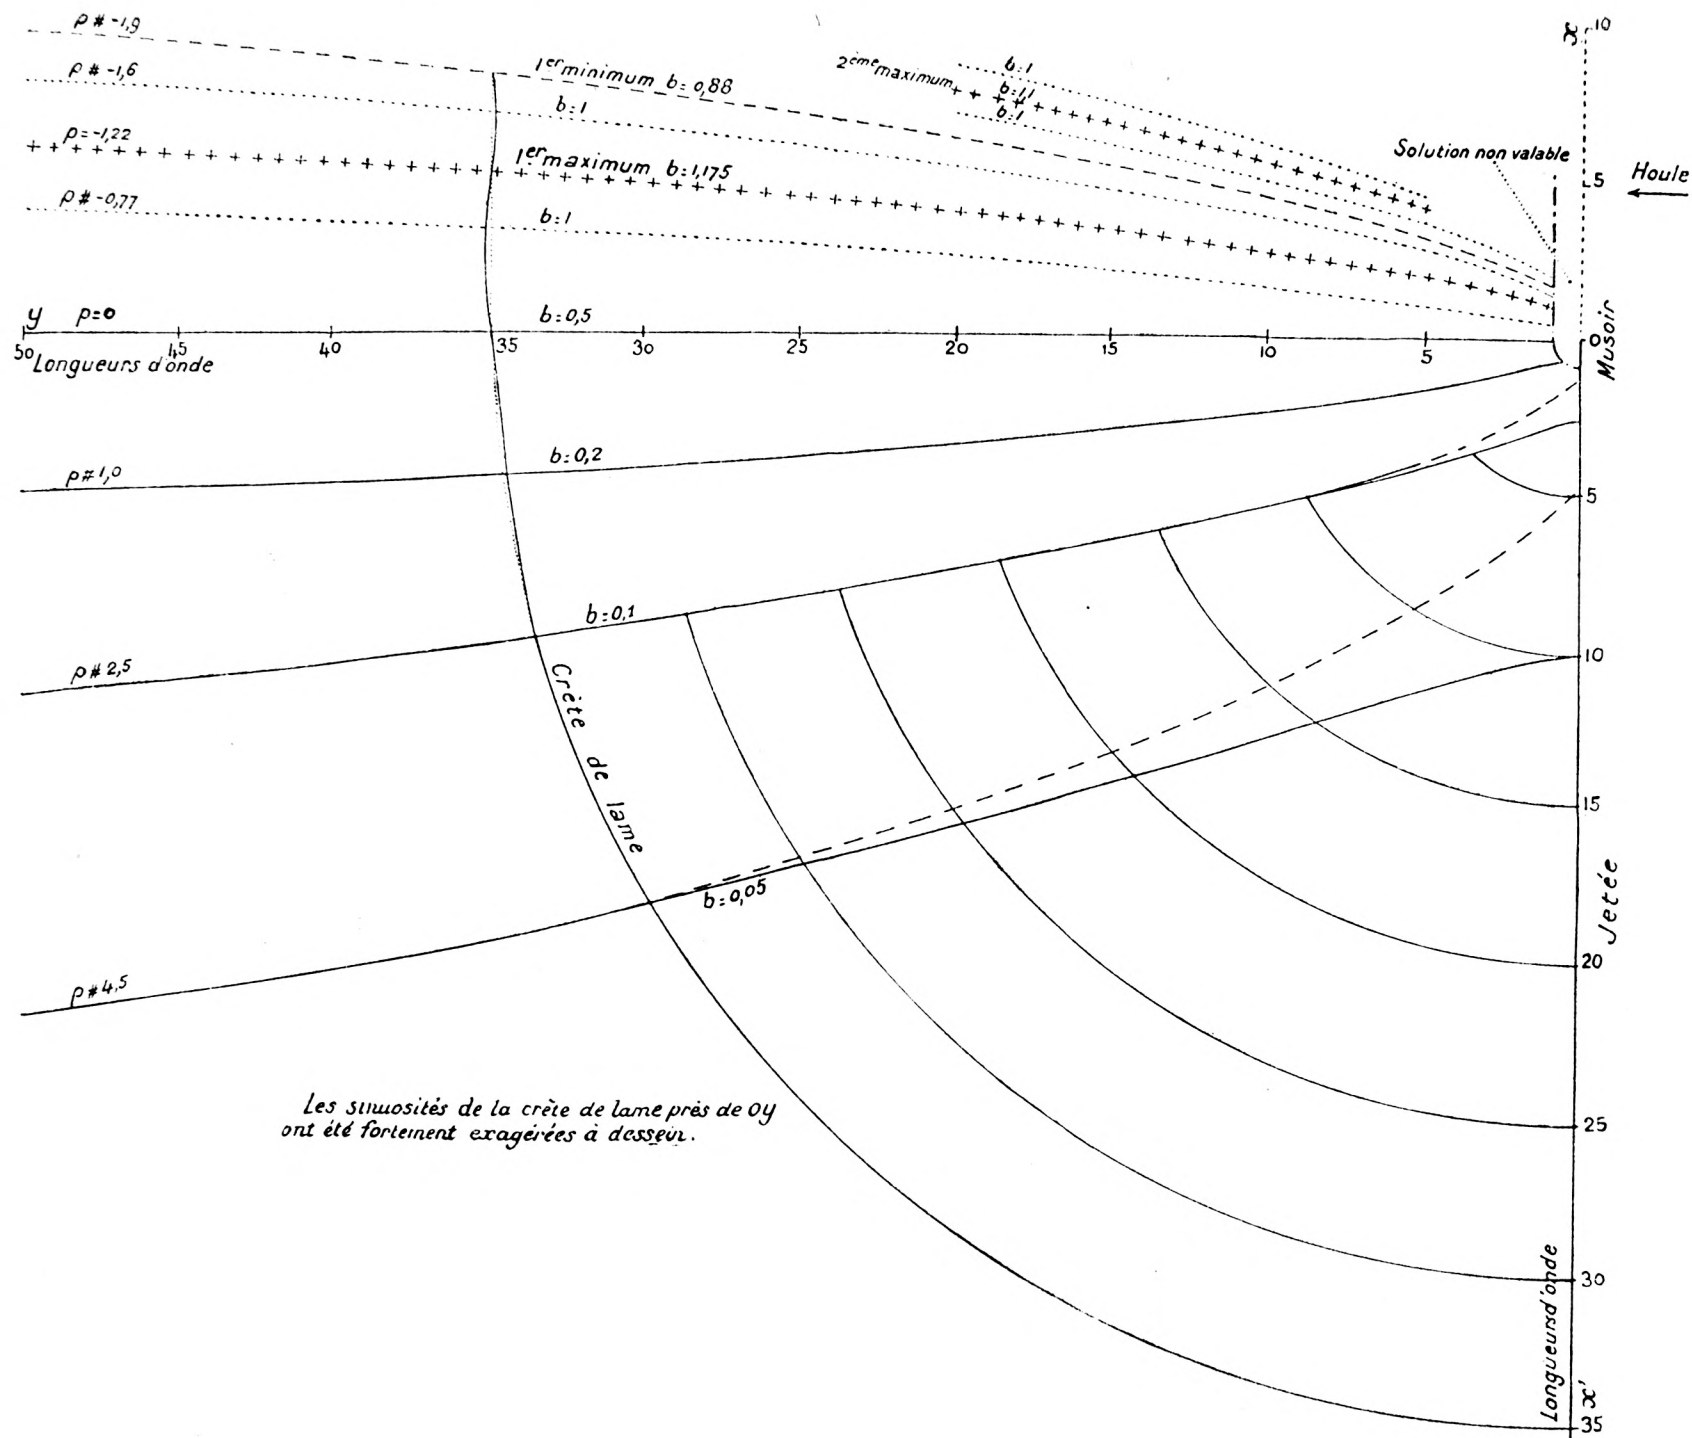 ρ # -1,9
1er minimum b=0,88
2ème maximum
b=1
b=1,1
b=1
x
10
ρ # -1,6
b=1
ρ=-1,22
1er maximum b=1,175
Solution non valable
5
Houle
ρ # -0,77
b=1
y ρ=0
b=0,5
50 45 40 35 30 25 20 15 10 5 0
Longueurs d'onde
Musoir
ρ # 1,0
b=0,2
5
b=0,1
ρ # 2,5
10
Crète de lame
15
b=0,05
Jetée
20
ρ # 4,5
Les sinuosités de la crète de lame près de Oy
ont été fortement exagérées à dessein.
25
30
Longueurs d'onde
x'
35